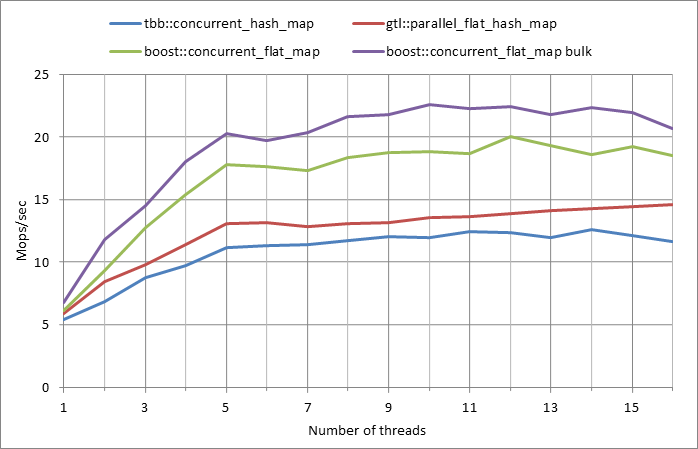 tbb::concurrent_hash_map gtl::parallel_flat_hash_map
boost::concurrent_flat_map boost::concurrent_flat_map bulk
25
20
15
10
5
0
Mops/sec
1 3 5 7 9 11 13 15
Number of threads